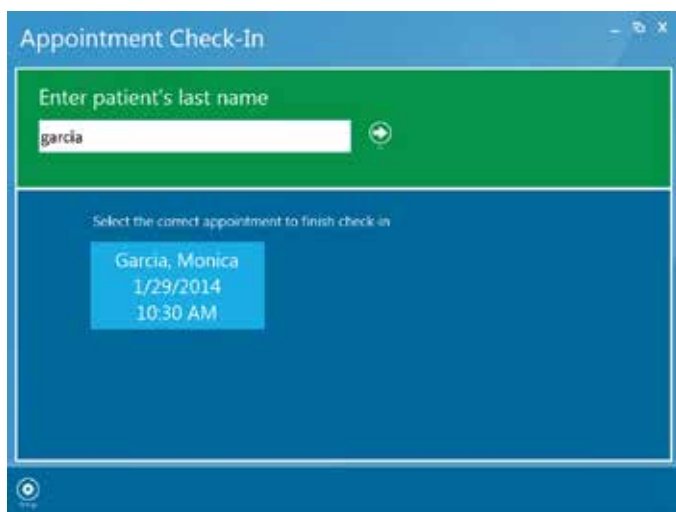 Appointment Check-In
Enter patient's last name
garcia
Select the correct appointment to finish check-in
Garcia, Monica
1/29/2014
10:30 AM